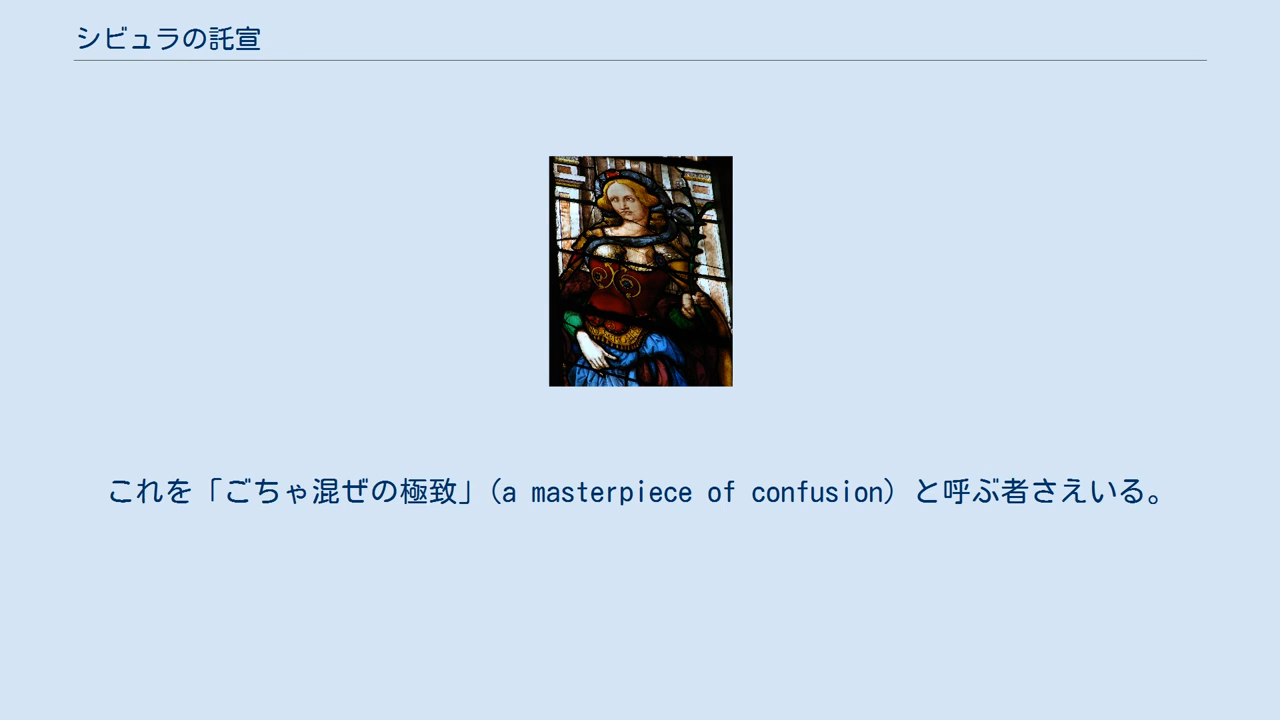 シビュラの託宣
これを「ごちゃ混ぜの極致」(a masterpiece of confusion) と呼ぶ者さえいる。